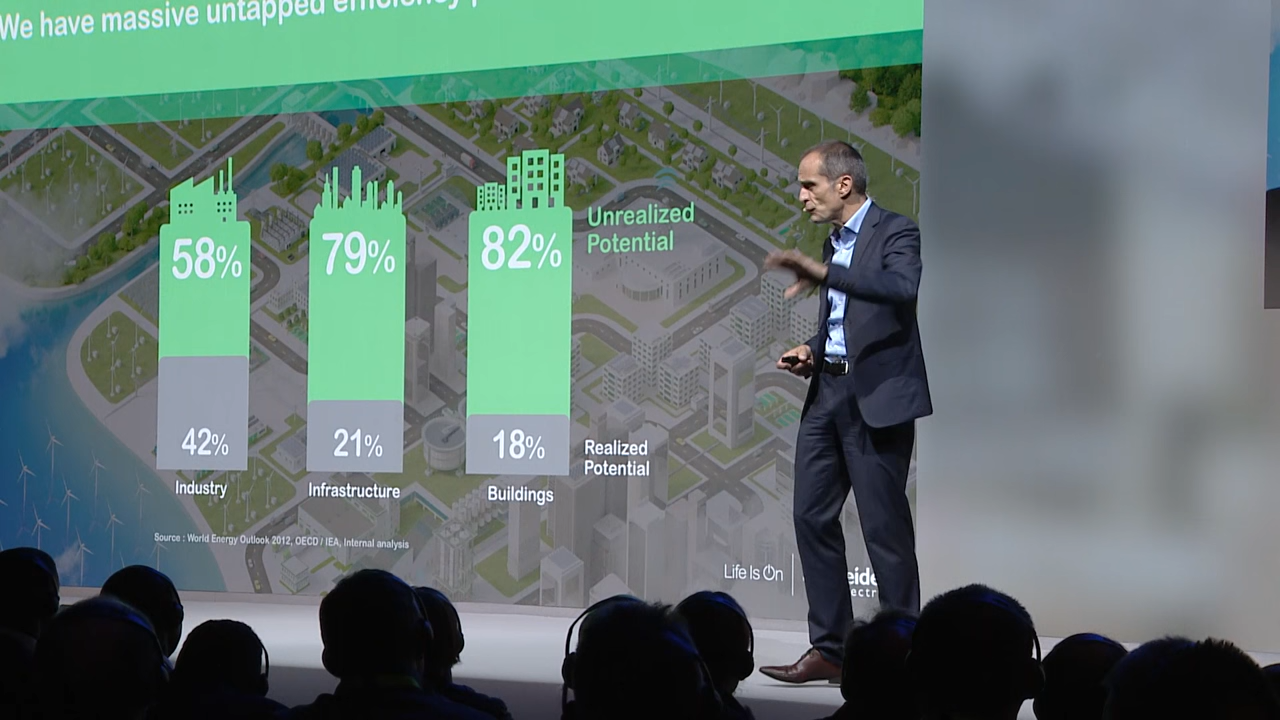 We have massive untapped efficiency
58%
79%
82%
Unrealized
Potential
42%
21%
18%
Realized
Potential
Industry
Infrastructure
Buildings
Source : World Energy Outlook 2012, OECD / IEA, Internal analysis
Life Is On